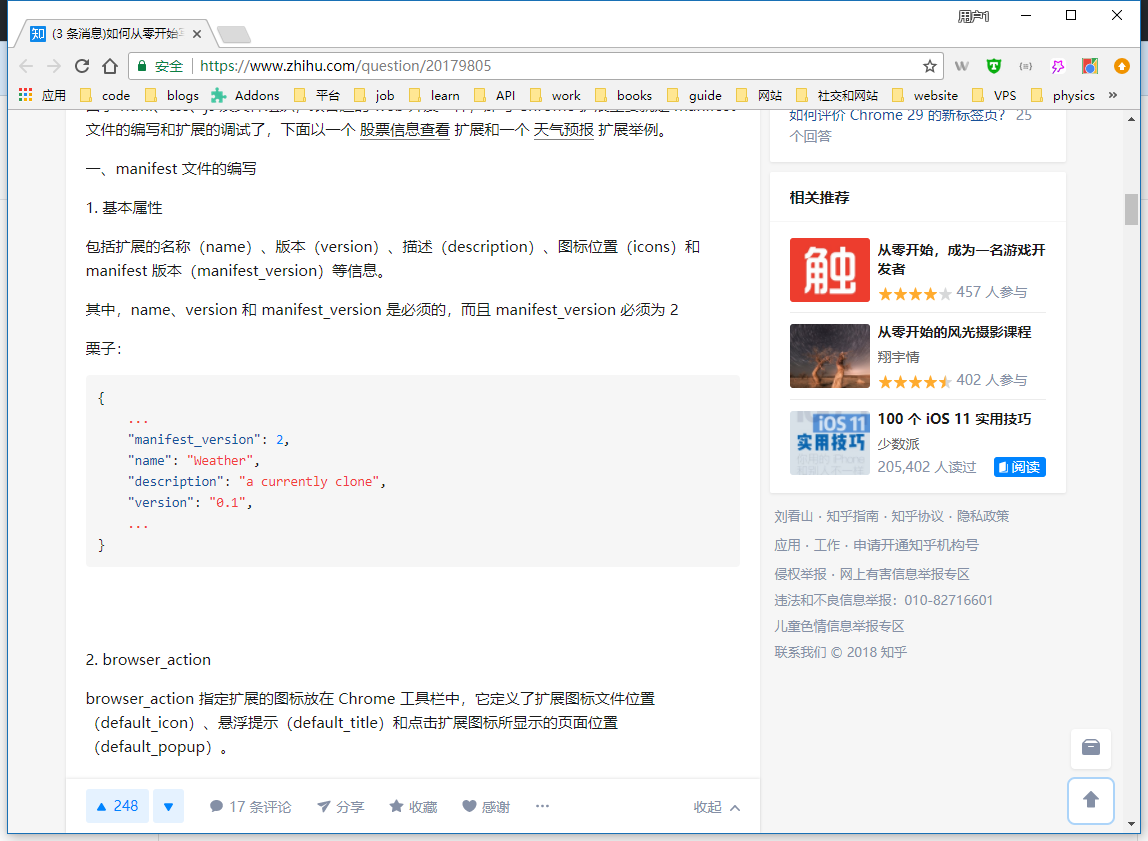 用户1
(3 条消息)如何从零开始
安全 https://www.zhihu.com/question/20179805
应用 code blogs Addons 平台 job learn API work books guide 网站 社交和网站 website VPS physics »
文件的编写和扩展的调试了，下面以一个 股票信息查看 扩展和一个 天气预报 扩展举例。
一、manifest 文件的编写
1. 基本属性
包括扩展的名称（name）、版本（version）、描述（description）、图标位置（icons）和
manifest 版本（manifest_version）等信息。
其中，name、version 和 manifest_version 是必须的，而且 manifest_version 必须为 2
栗子：
{
...
"manifest_version": 2,
"name": "Weather",
"description": "a currently clone",
"version": "0.1",
...
}
2. browser_action
browser_action 指定扩展的图标放在 Chrome 工具栏中，它定义了扩展图标文件位置
（default_icon）、悬浮提示（default_title）和点击扩展图标所显示的页面位置
（default_popup）。
248 17 条评论 分享 收藏 感谢 ··· 收起
如何评价 Chrome 29 的新标签页？ 25
个回答
相关推荐
触
从零开始，成为一名游戏开
发者
457 人参与
从零开始的风光摄影课程
翔宇情
402 人参与
iOS 11
实用技巧
100 个 iOS 11 实用技巧
少数派
205,402 人读过 阅读
刘看山 · 知乎指南 · 知乎协议 · 隐私政策
应用 · 工作 · 申请开通知乎机构号
侵权举报 · 网上有害信息举报专区
违法和不良信息举报：010-82716601
儿童色情信息举报专区
联系我们 © 2018 知乎